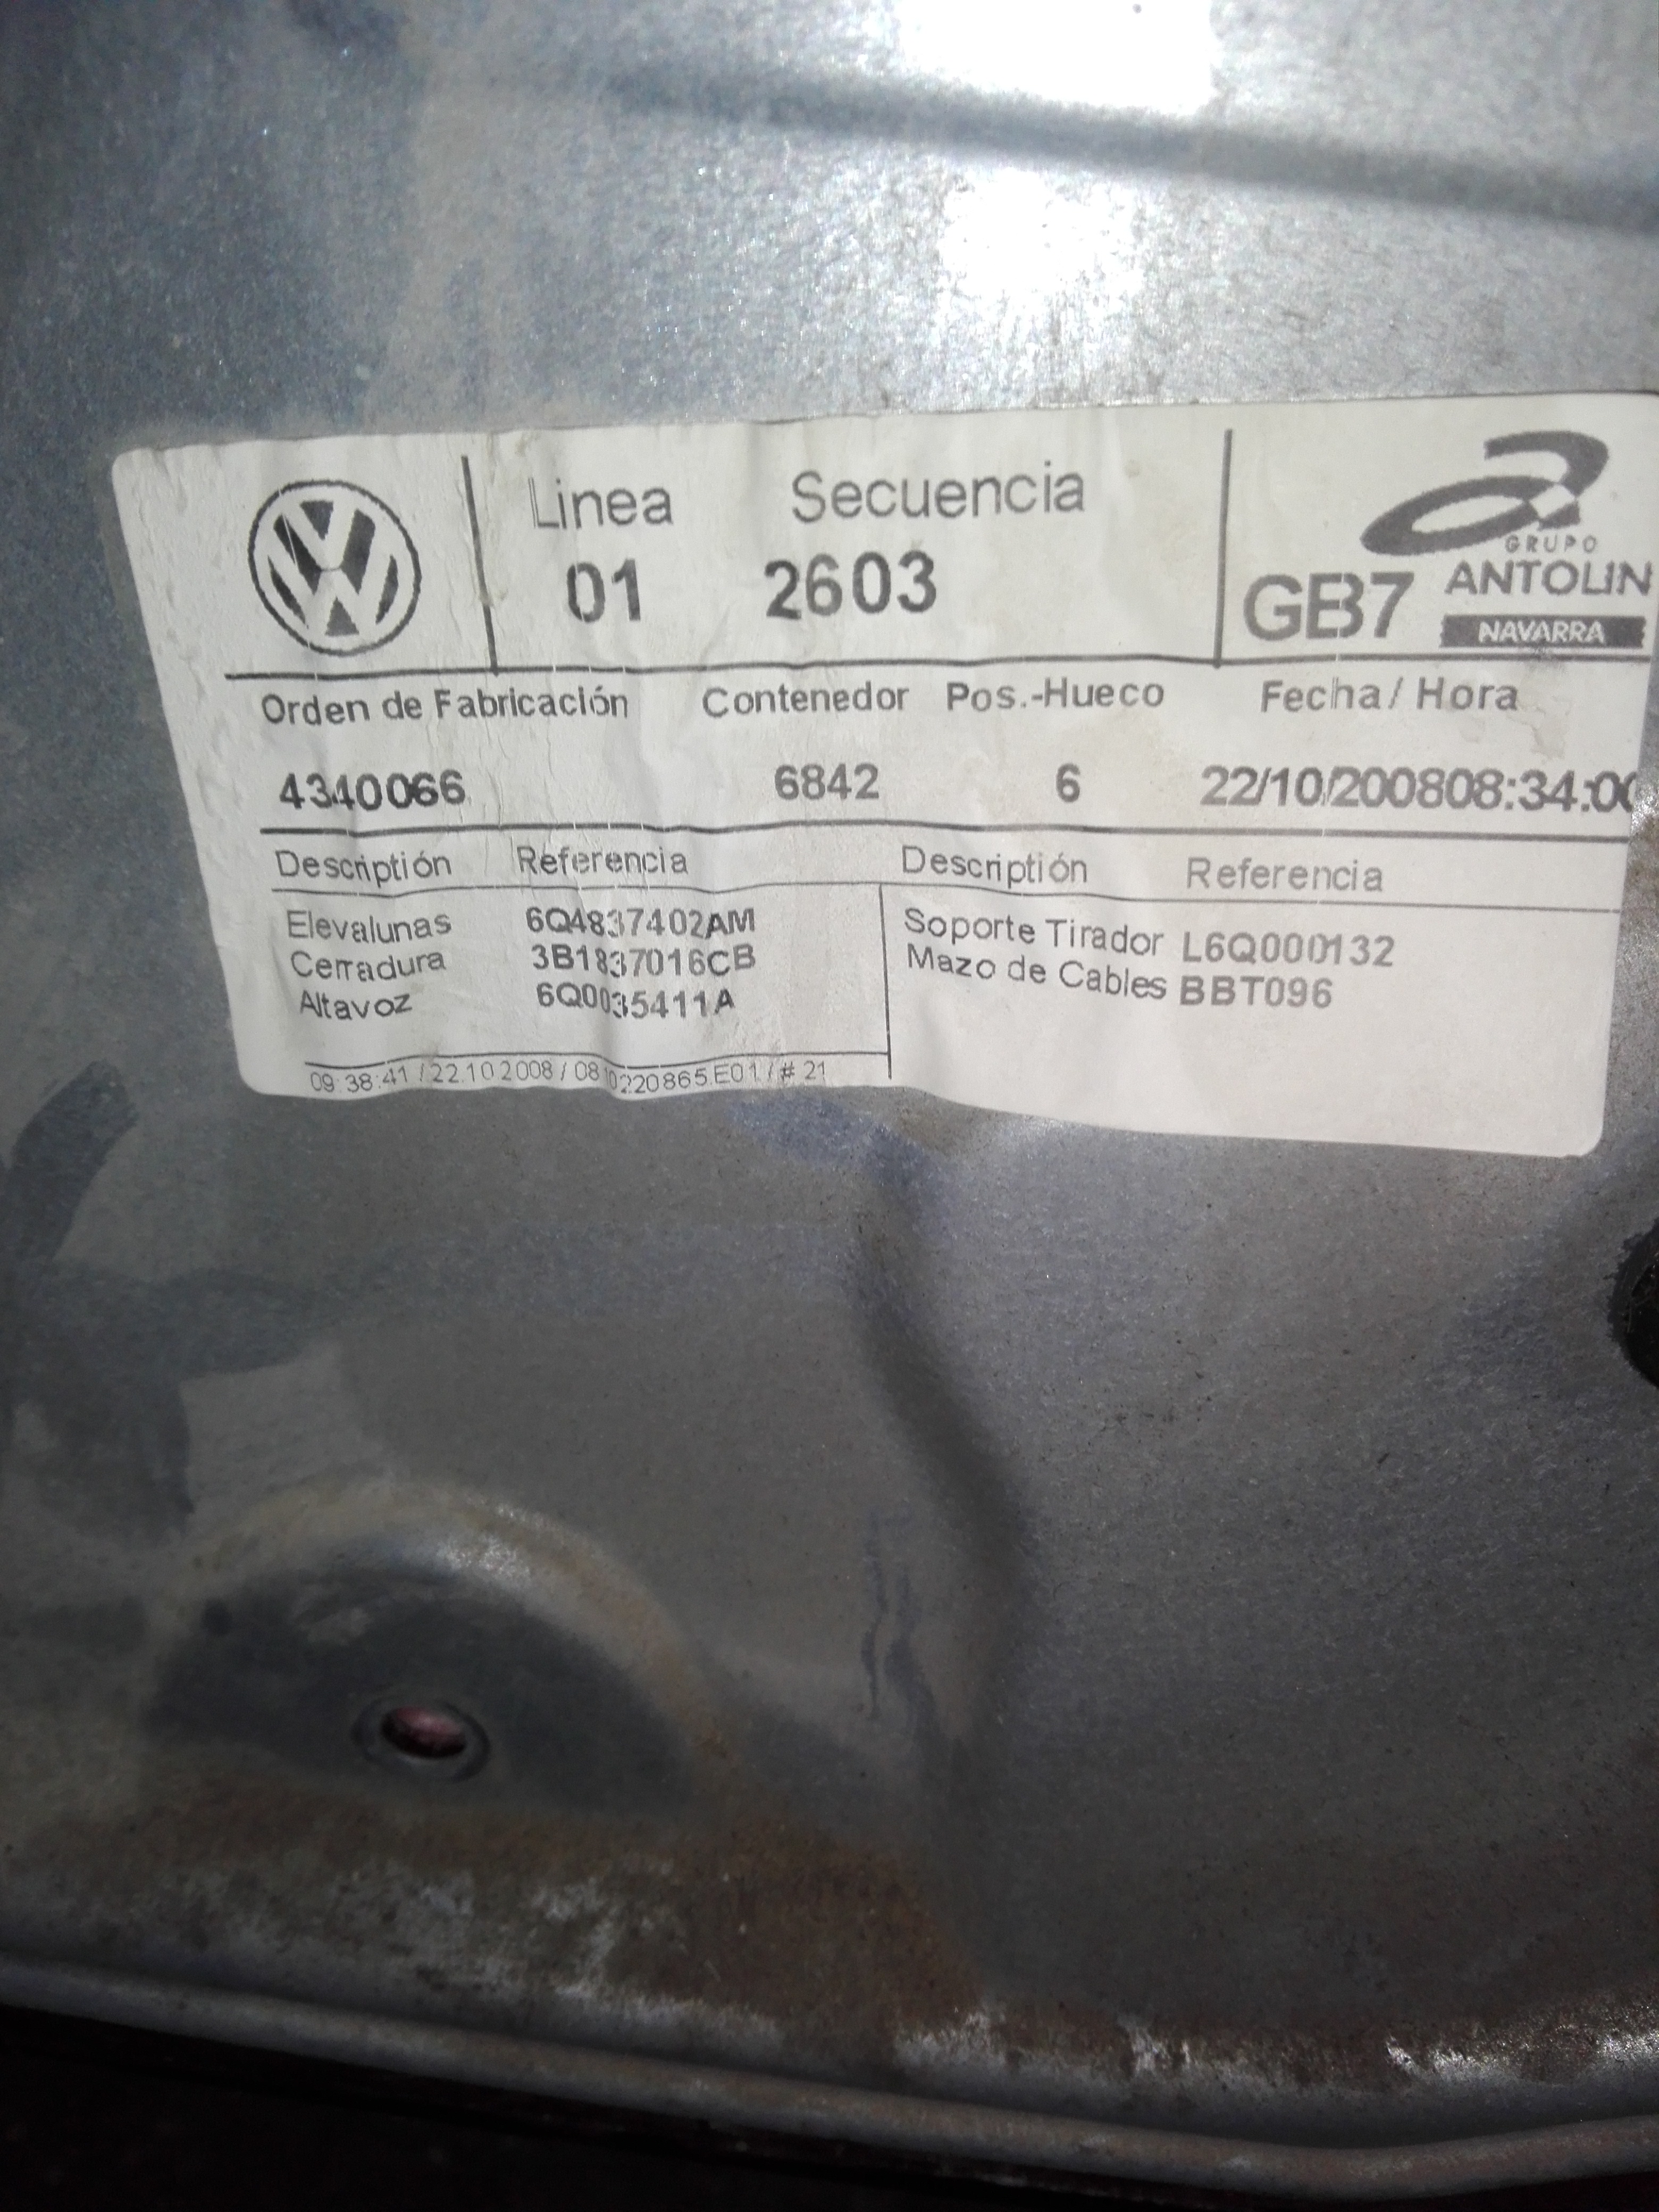 Linea Secuencia
01 2603
GRUPO
GB7 ANTOLIN
NAVARRA
Orden de Fabricación Contenedor Pos.-Hueco Fecha / Hora
4340066 6842 6 22/10/200808:34:00
Descriptión Referencia Descriptión Referencia
Elevalunas 6Q4837402AM Soporte Tirador L6Q000132
Cerradura 3B1837016CB Mazo de Cables BBT096
Altavoz 6Q0035411A
09:38:41 / 22.10.2008 / 0810220865.E01 / # 21